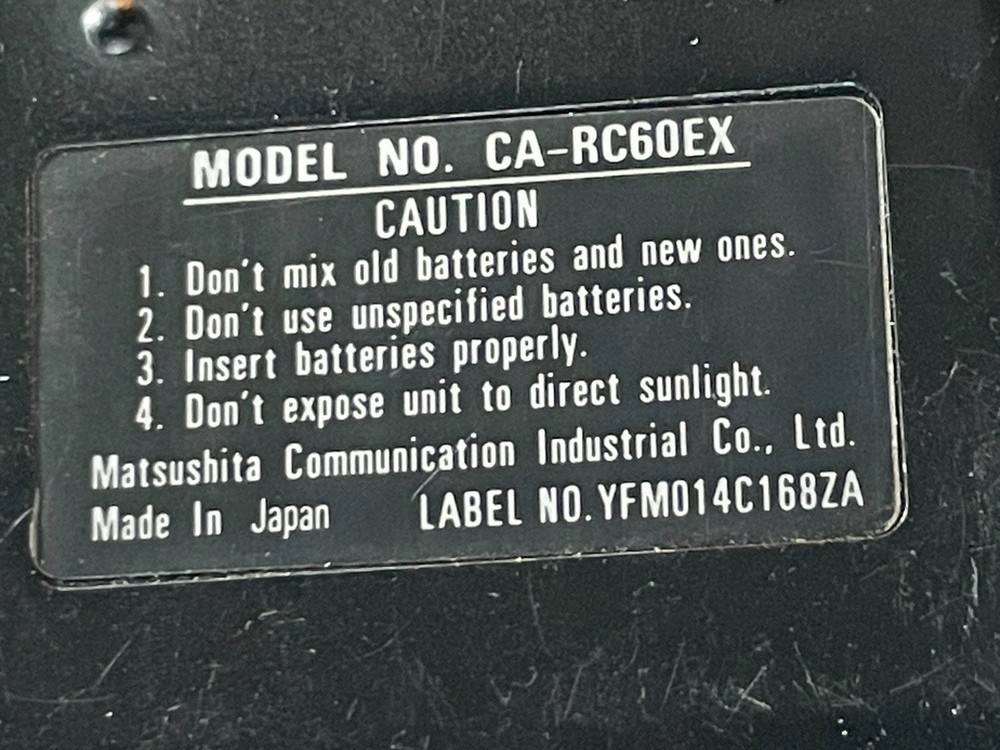 MODEL NO. CA-RC60EX
CAUTION
1. Don't mix old batteries and new ones.
2. Don't use unspecified batteries.
3. Insert batteries properly.
4. Don't expose unit to direct sunlight.
Matsushita Communication Industrial Co., Ltd.
Made In Japan LABEL NO. YFM014C168ZA